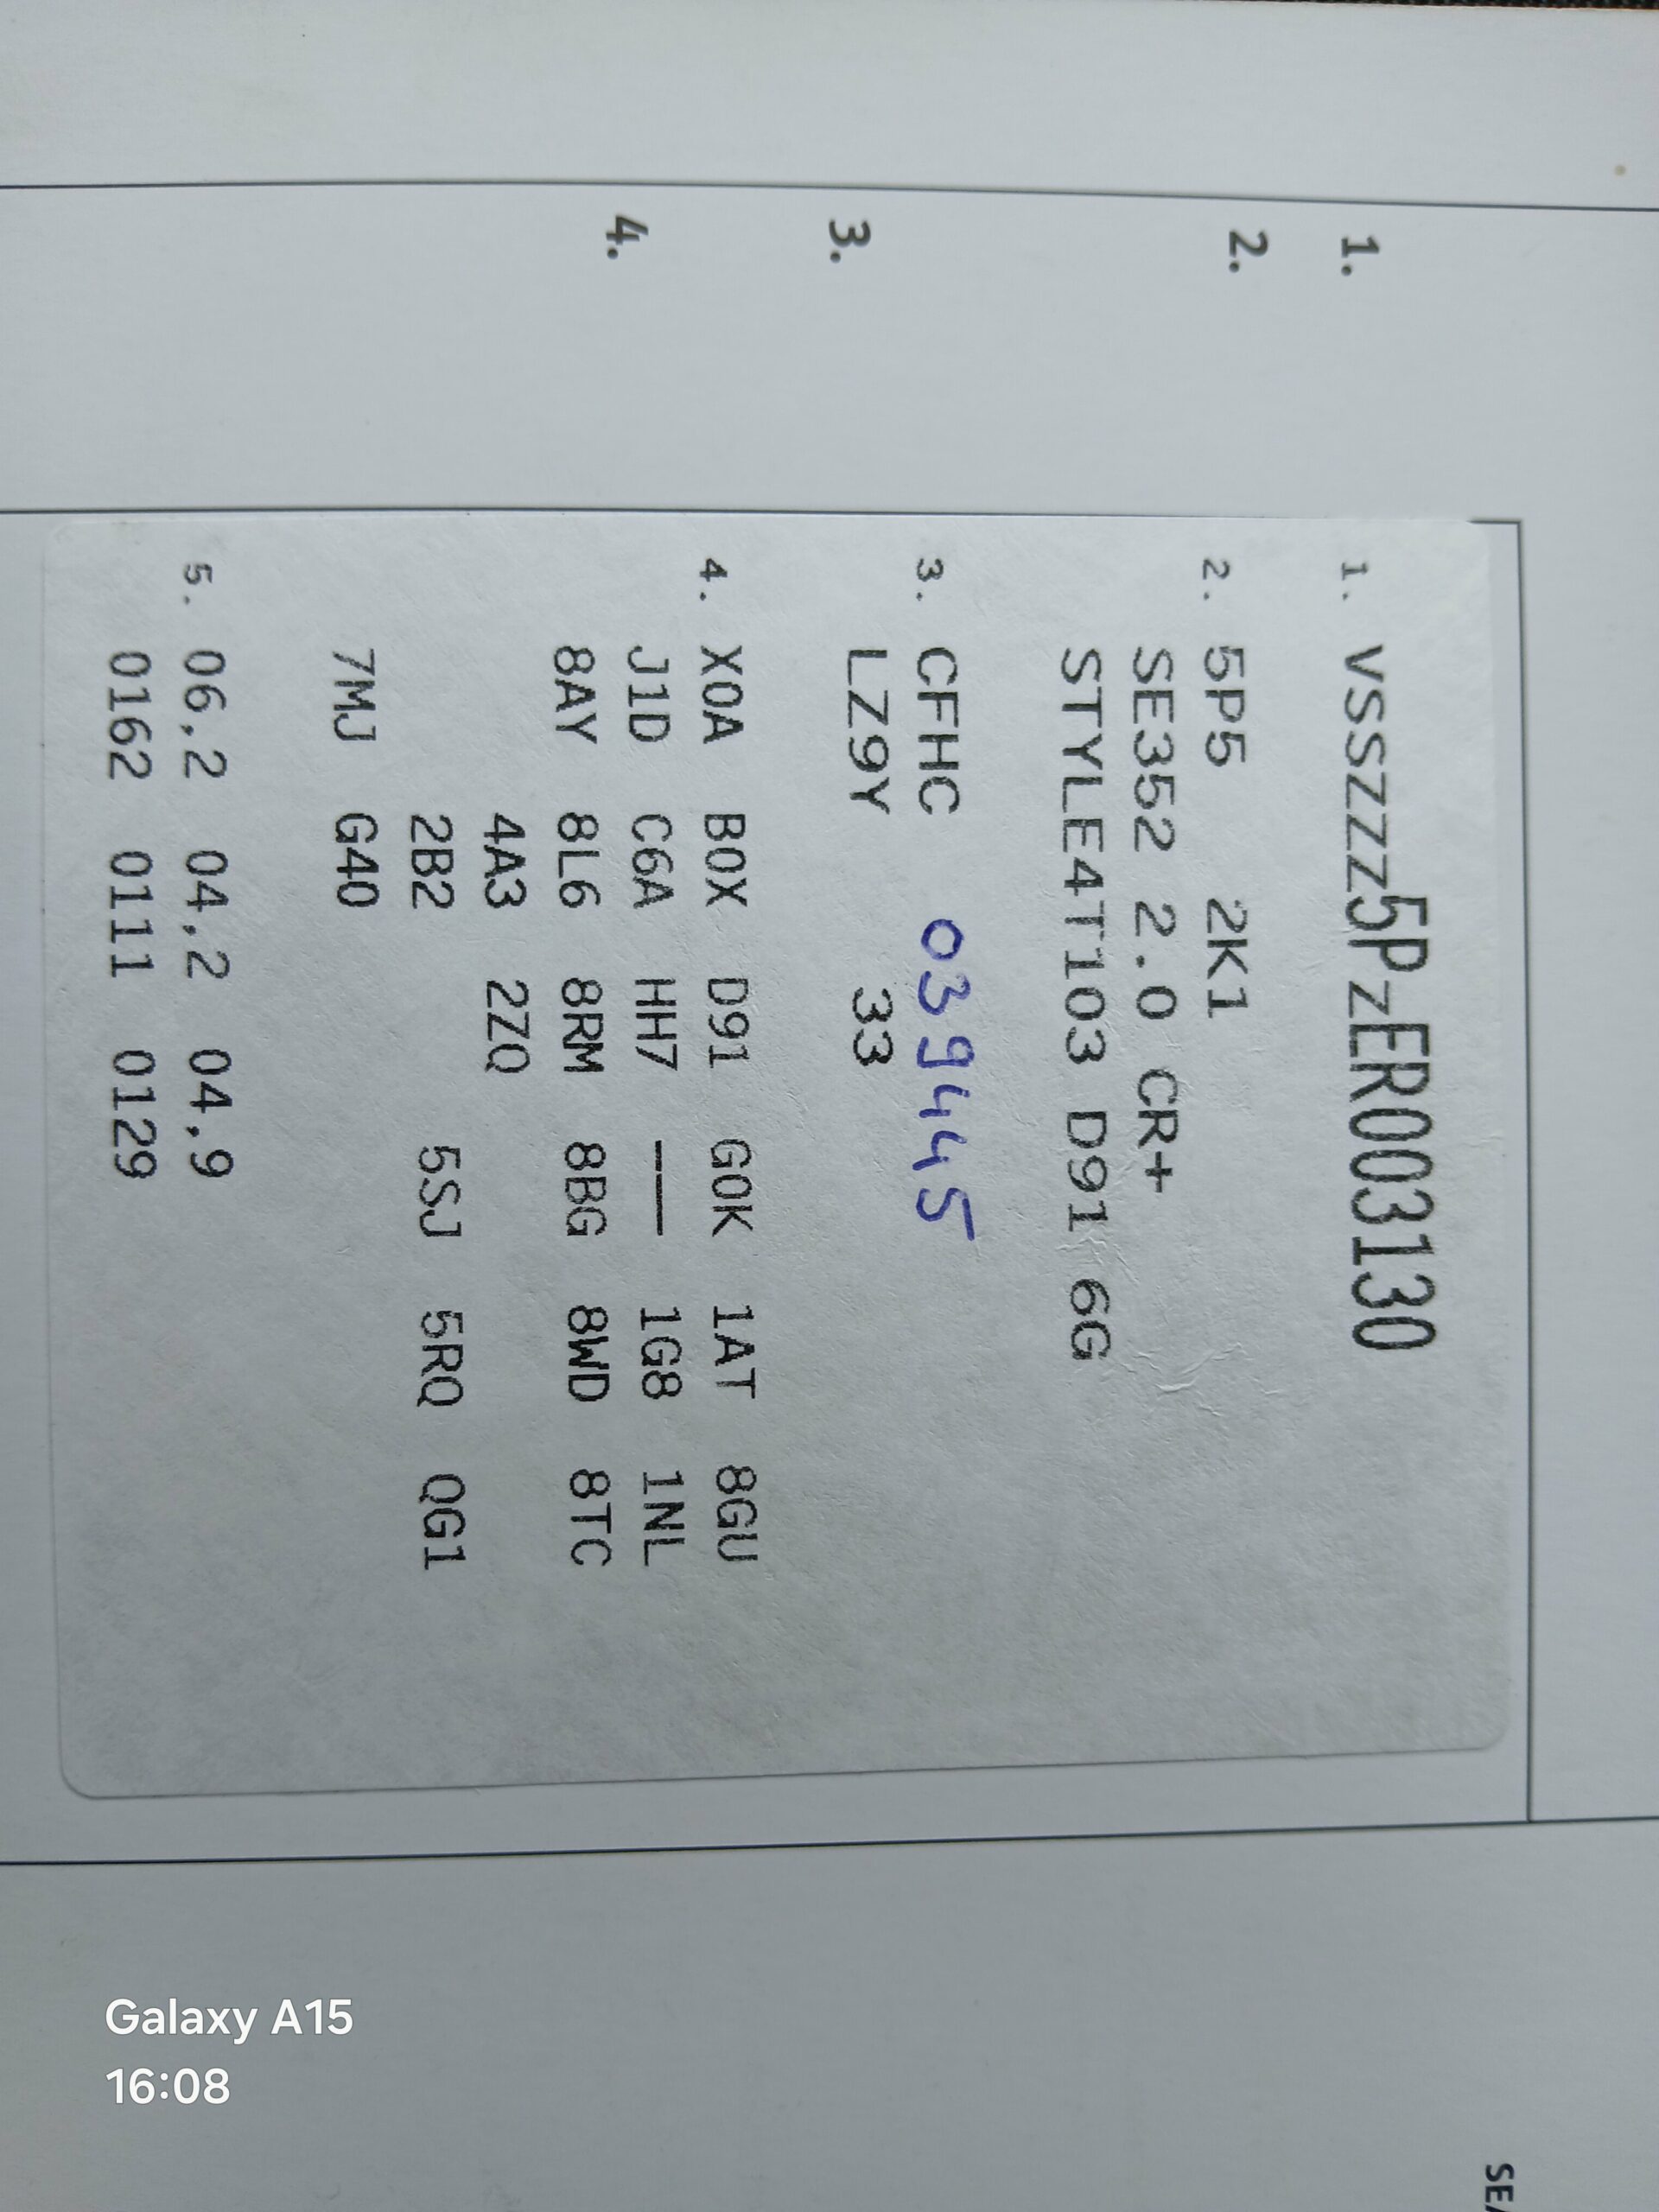 1.
2.
3.
4.
1. VSSZZZ5PzER003130
2. 5P5 2K1
SE352 2.0 CR+
STYLE4T103 D91 6G
3. CFHC 039445
LZ9Y 33
4. X0A B0X D91 G0K 1AT 8GU
J1D C6A HH7 --- 1G8 1NL
8AY 8L6 8RM 8BG 8WD 8TC
4A3 2ZQ
2B2 5SJ 5RQ QG1
7MJ G40
5. 06,2 04,2 04,9
0162 0111 0129
Galaxy A15
16:08